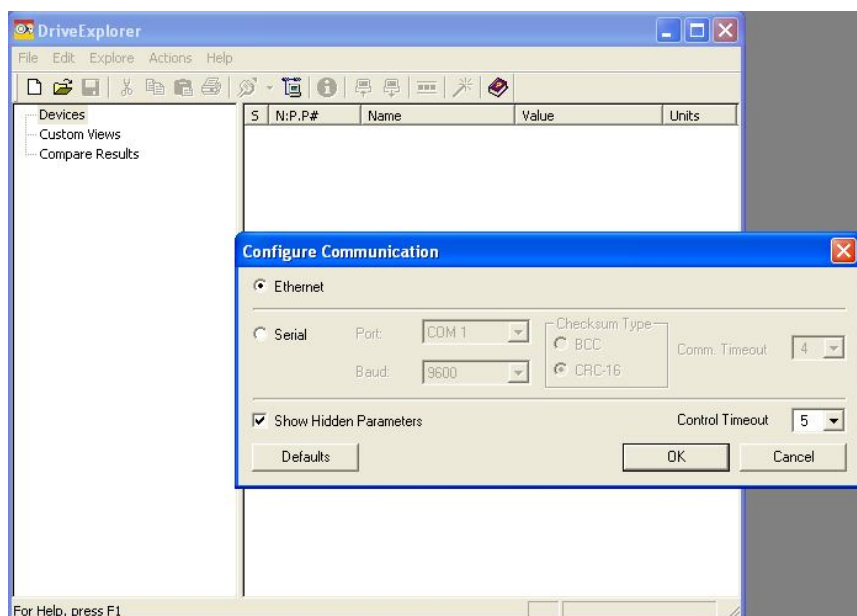 DriveExplorer
File Edit Explore Actions Help
Devices
Custom Views
Compare Results
S N:P.P# Name Value Units
Configure Communication
Ethernet
Serial Port: COM 1 Checksum Type BCC Comm. Timeout 4
Baud: 9600 CRC-16
Show Hidden Parameters Control Timeout 5
Defaults OK Cancel
For Help, press F1